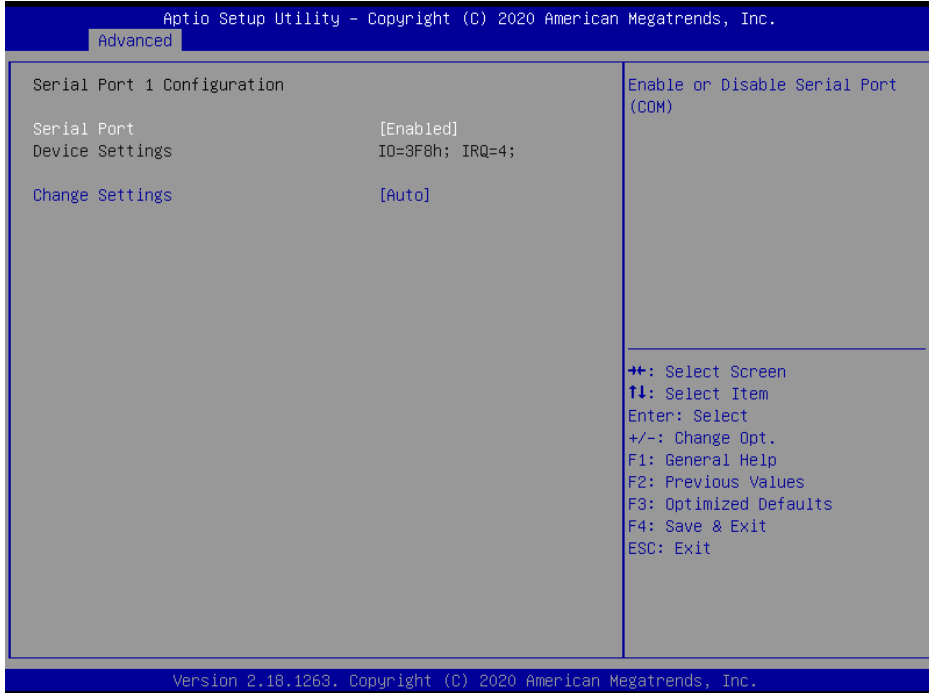 Aptio Setup Utility – Copyright (C) 2020 American Megatrends, Inc.
Advanced
Serial Port 1 Configuration
Serial Port [Enabled]
Device Settings IO=3F8h; IRQ=4;
Change Settings [Auto]
Enable or Disable Serial Port
(COM)
→←: Select Screen
↑↓: Select Item
Enter: Select
+/-: Change Opt.
F1: General Help
F2: Previous Values
F3: Optimized Defaults
F4: Save & Exit
ESC: Exit
Version 2.18.1263. Copyright (C) 2020 American Megatrends, Inc.